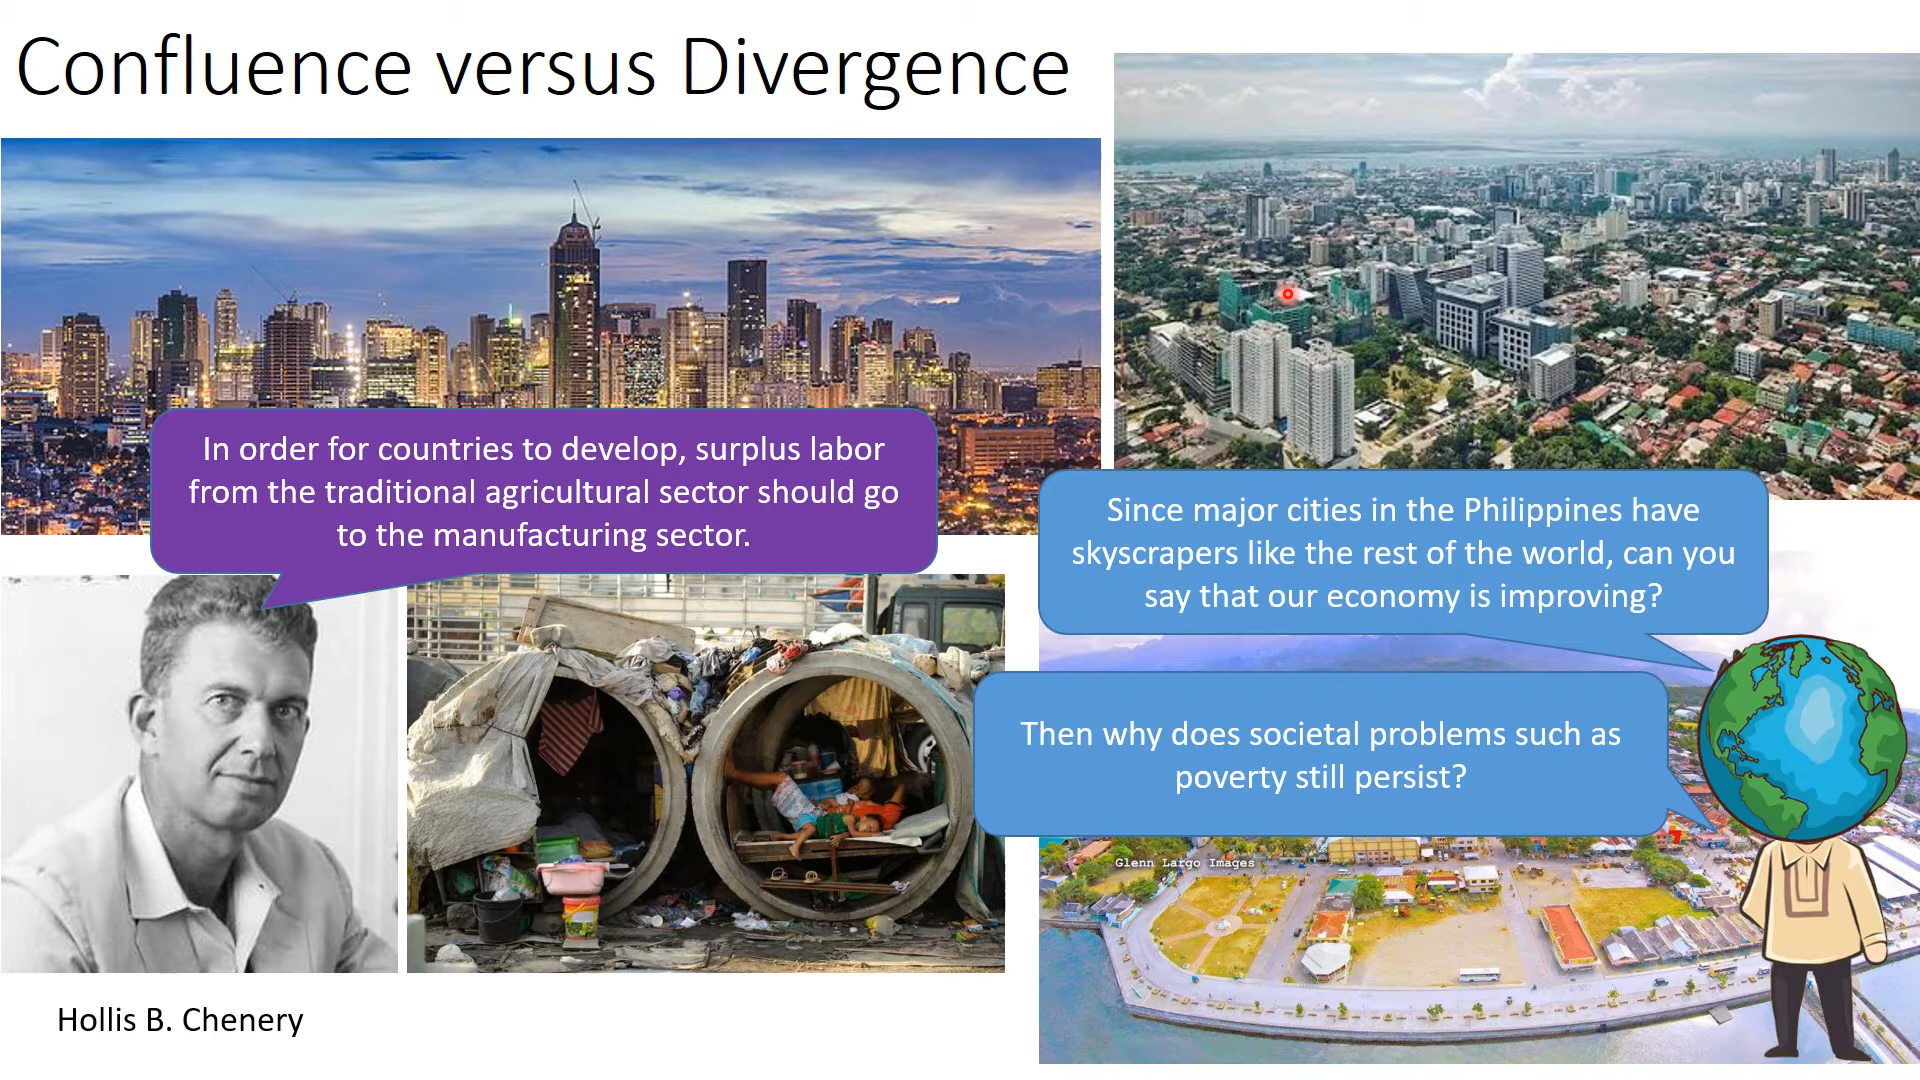 Confluence versus Divergence
In order for countries to develop, surplus labor
from the traditional agricultural sector should go
to the manufacturing sector.
Since major cities in the Philippines have
skyscrapers like the rest of the world, can you
say that our economy is improving?
Then why does societal problems such as
poverty still persist?
Glenn Largo Images
Hollis B. Chenery